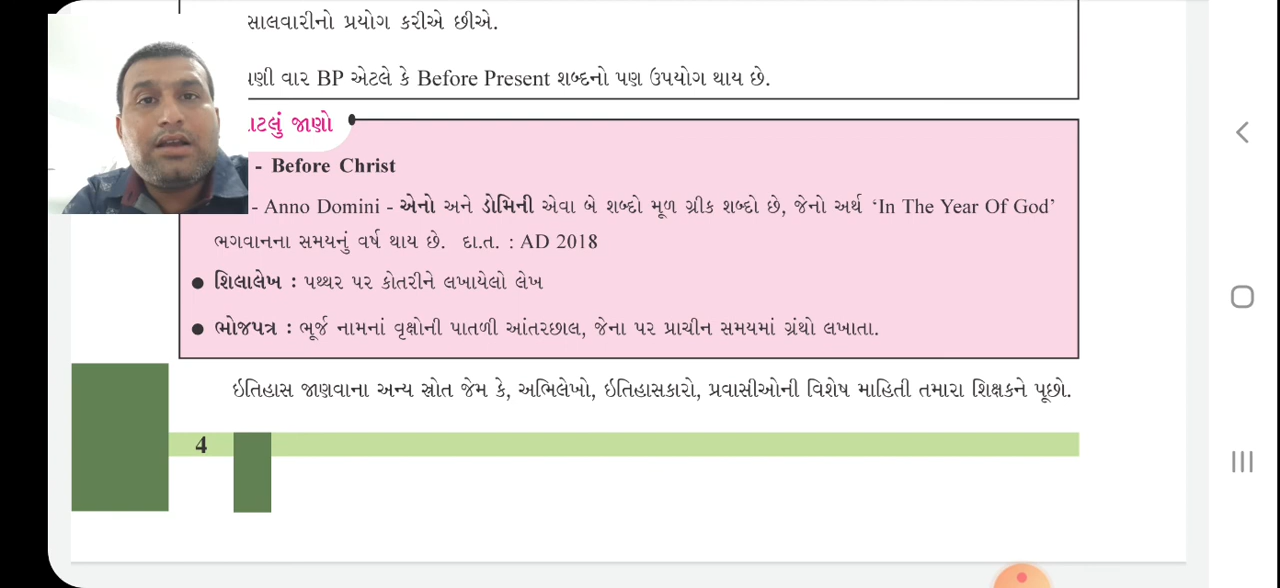 સાલવારીનો પ્રયોગ કરીએ છીએ.
વાર BP એટલે કે Before Present શબ્દનો પણ ઉપયોગ થાય છે.
જાણો
- Before Christ
- Anno Domini - એનો અને ડોમિની એવા બે શબ્દો મૂળ ગ્રીક શબ્દો છે, જેનો અર્થ ‘In The Year Of God’
ભગવાનના સમયનું વર્ષ થાય છે. દા.ત. : AD 2018
● શિલાલેખ : પથ્થર પર કોતરીને લખાયેલો લેખ
● ભોજપત્ર : ભૂર્જ નામનાં વૃક્ષોની પાતળી આંતરછાલ, જેના પર પ્રાચીન સમયમાં ગ્રંથો લખાતા.
ઇતિહાસ જાણવાના અન્ય સ્રોત જેમ કે, અભિલેખો, ઇતિહાસકારો, પ્રવાસીઓની વિશેષ માહિતી તમારા શિક્ષકને પૂછો.
4